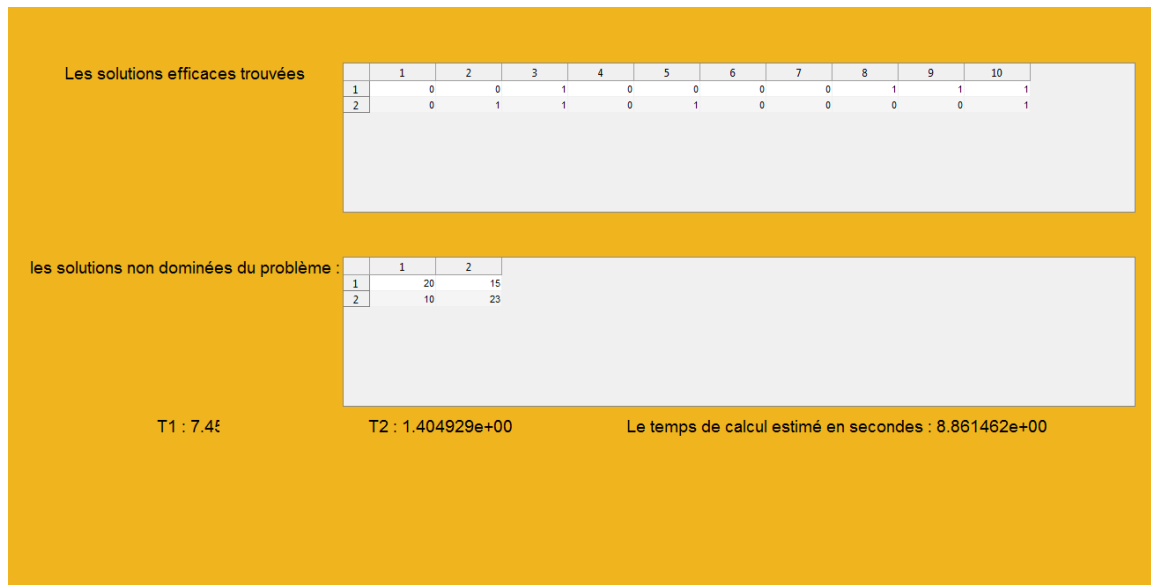 Les solutions efficaces trouvées
1 2 3 4 5 6 7 8 9 10
1 0 0 1 0 0 0 0 1 1 1
2 0 1 1 0 1 0 0 0 0 1
les solutions non dominées du problème :
1 2
1 20 15
2 10 23
T1 : 7.45 T2 : 1.404929e+00 Le temps de calcul estimé en secondes : 8.861462e+00